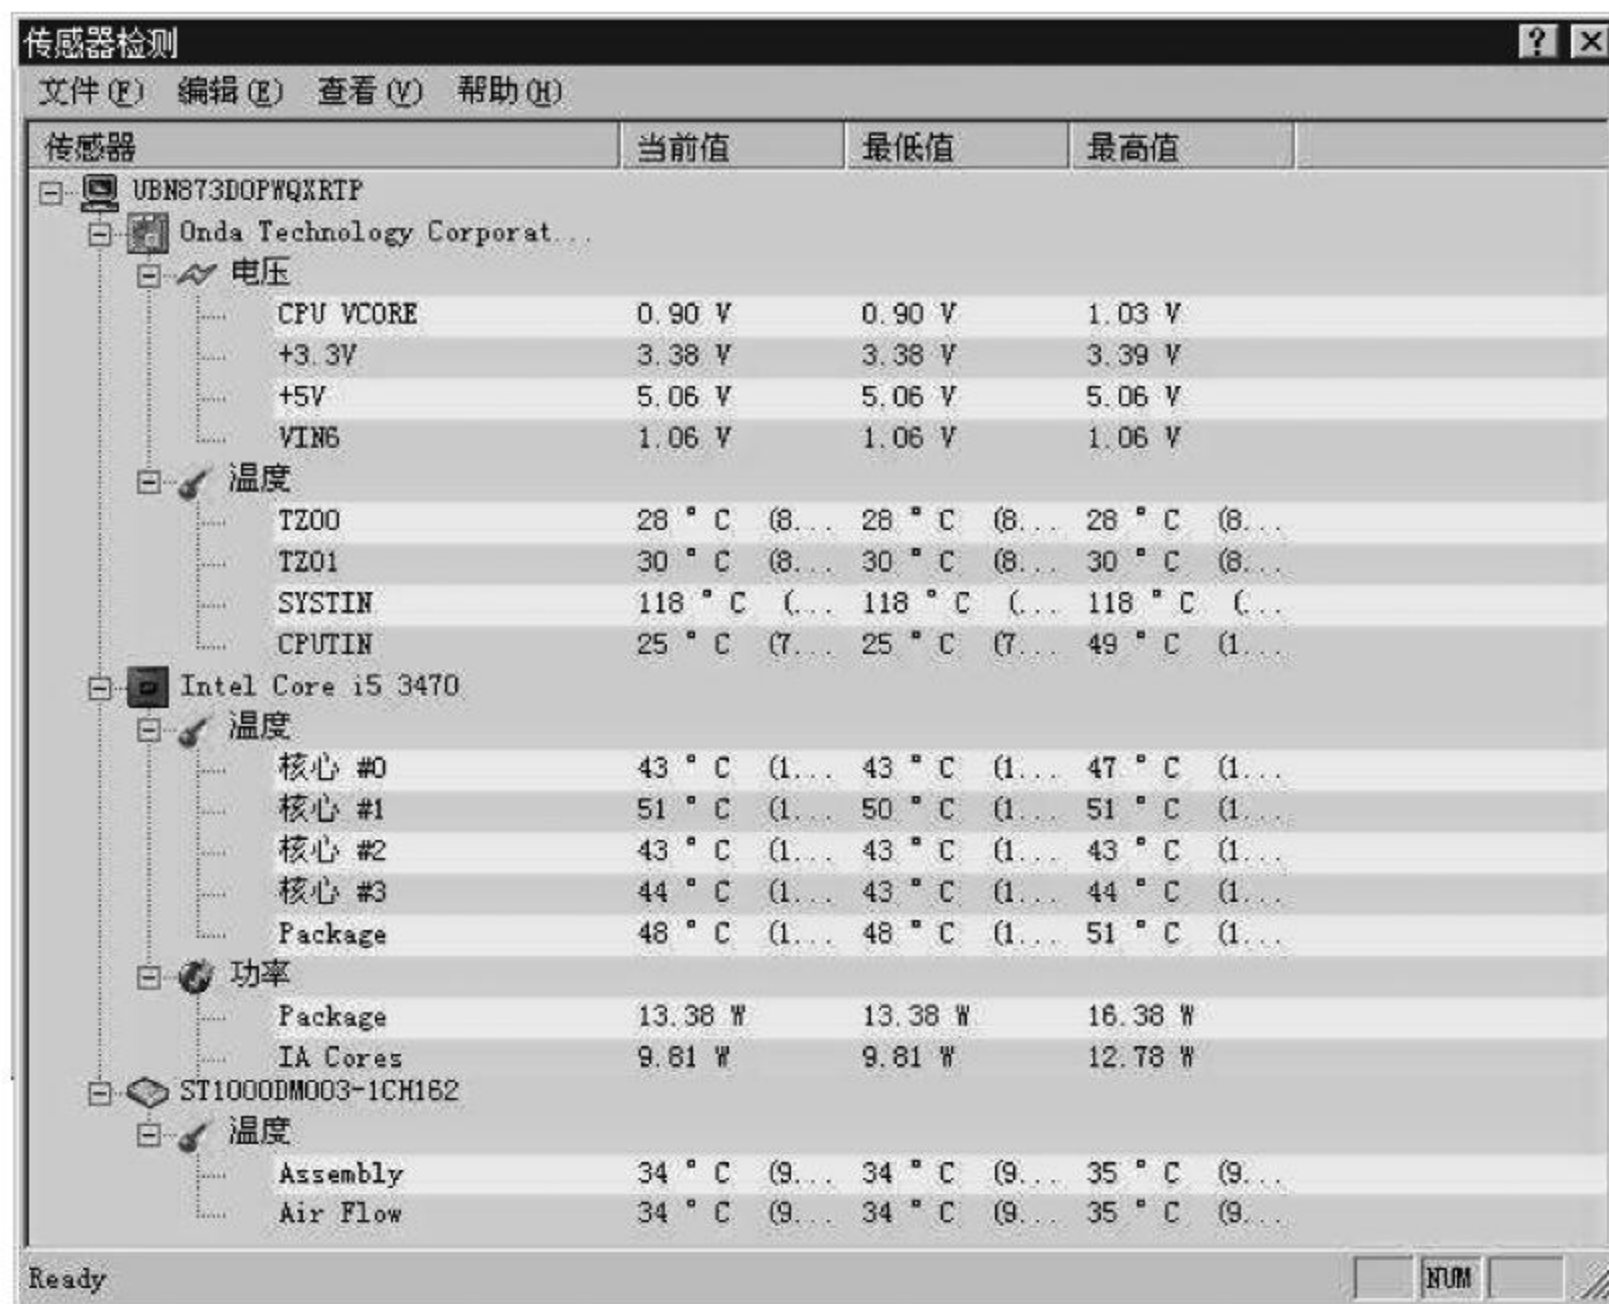 传感器检测
文件(F) 编辑(E) 查看(V) 帮助(H)
传感器 当前值 最低值 最高值
UBN873DOPWQXRTP
Onda Technology Corporat...
电压
CPU VCORE 0.90 V 0.90 V 1.03 V
+3.3V 3.38 V 3.38 V 3.39 V
+5V 5.06 V 5.06 V 5.06 V
VIN6 1.06 V 1.06 V 1.06 V
温度
TZ00 28 ° C (8... 28 ° C (8... 28 ° C (8...
TZ01 30 ° C (8... 30 ° C (8... 30 ° C (8...
SYSTIN 118 ° C (... 118 ° C (... 118 ° C (...
CPUTIN 25 ° C (7... 25 ° C (7... 49 ° C (1...
Intel Core i5 3470
温度
核心 #0 43 ° C (1... 43 ° C (1... 47 ° C (1...
核心 #1 51 ° C (1... 50 ° C (1... 51 ° C (1...
核心 #2 43 ° C (1... 43 ° C (1... 43 ° C (1...
核心 #3 44 ° C (1... 43 ° C (1... 44 ° C (1...
Package 48 ° C (1... 48 ° C (1... 51 ° C (1...
功率
Package 13.38 W 13.38 W 16.38 W
IA Cores 9.81 W 9.81 W 12.78 W
ST1000DM003-1CH162
温度
Assembly 34 ° C (9... 34 ° C (9... 35 ° C (9...
Air Flow 34 ° C (9... 34 ° C (9... 35 ° C (9...
Ready NUM